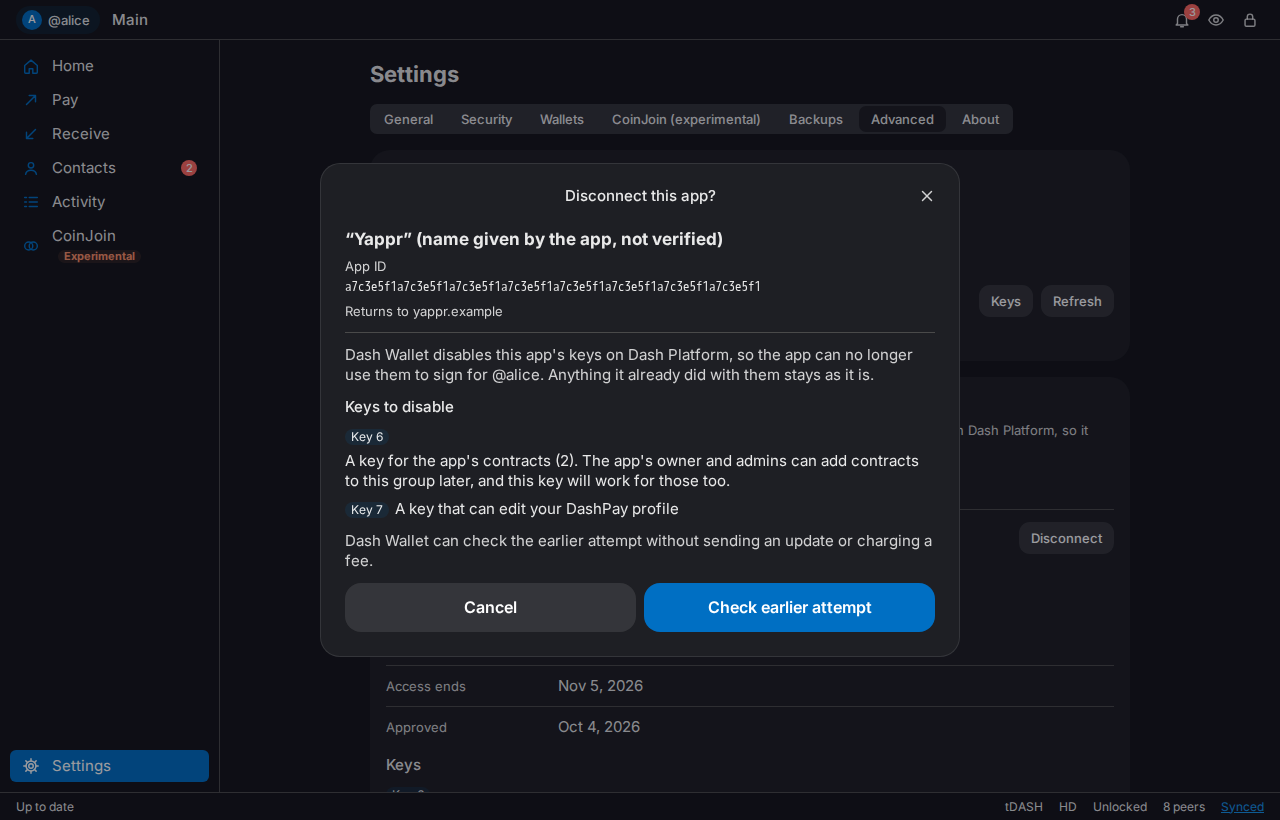 A @alice Main 3
Home
Pay
Receive
Contacts 2
Activity
CoinJoin
Experimental
Settings
Settings
General Security Wallets CoinJoin (experimental) Backups Advanced About
Keys Refresh
Dash Platform, so it
Disconnect
Access ends Nov 5, 2026
Approved Oct 4, 2026
Keys
Disconnect this app?
“Yappr” (name given by the app, not verified)
App ID
a7c3e5f1a7c3e5f1a7c3e5f1a7c3e5f1a7c3e5f1a7c3e5f1a7c3e5f1a7c3e5f1
Returns to yappr.example
Dash Wallet disables this app's keys on Dash Platform, so the app can no longer
use them to sign for @alice. Anything it already did with them stays as it is.
Keys to disable
Key 6
A key for the app's contracts (2). The app's owner and admins can add contracts
to this group later, and this key will work for those too.
Key 7 A key that can edit your DashPay profile
Dash Wallet can check the earlier attempt without sending an update or charging a
fee.
Cancel Check earlier attempt
Up to date tDASH HD Unlocked 8 peers Synced